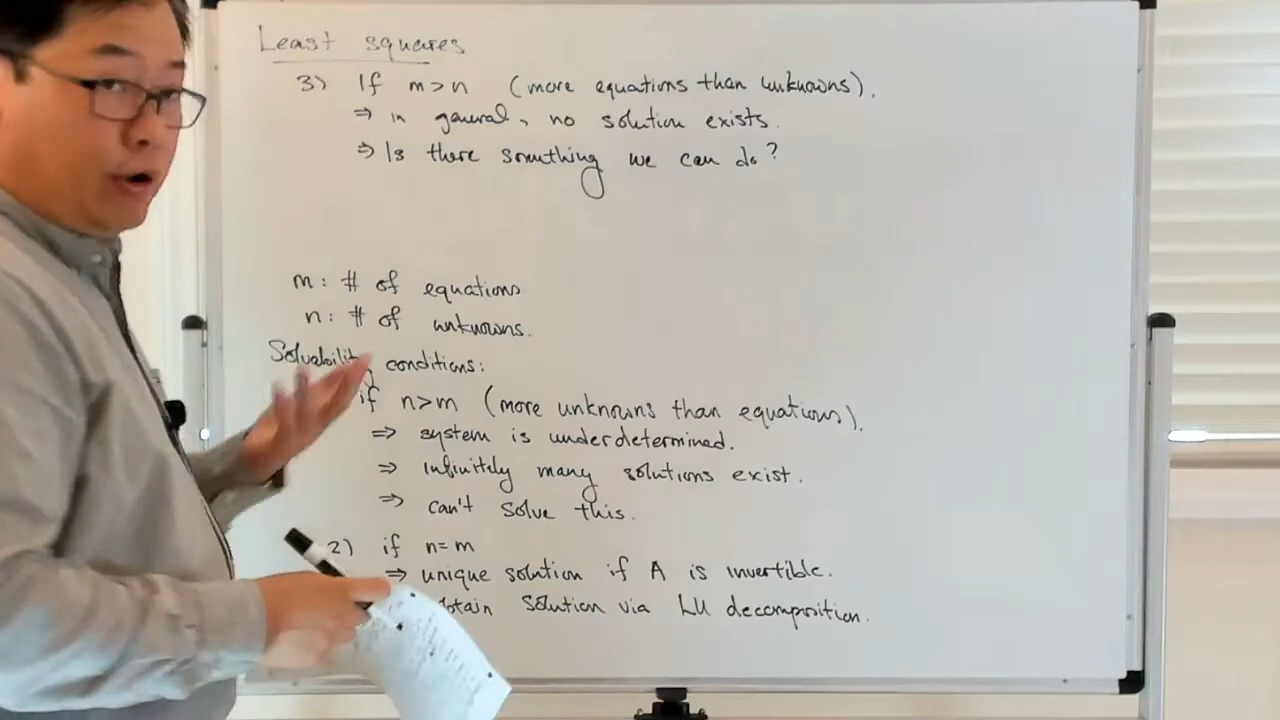 Least squares
3) If m>n (more equations than unknowns).
⇒ in general, no solution exists.
⇒ Is there something we can do?
m: # of equations
n: # of unknowns.
Solvability conditions:
if n>m (more unknowns than equations).
⇒ system is underdetermined.
⇒ infinitely many solutions exist.
⇒ can't solve this.
2) if n=m
⇒ unique solution if A is invertible.
solution via LU decomposition.